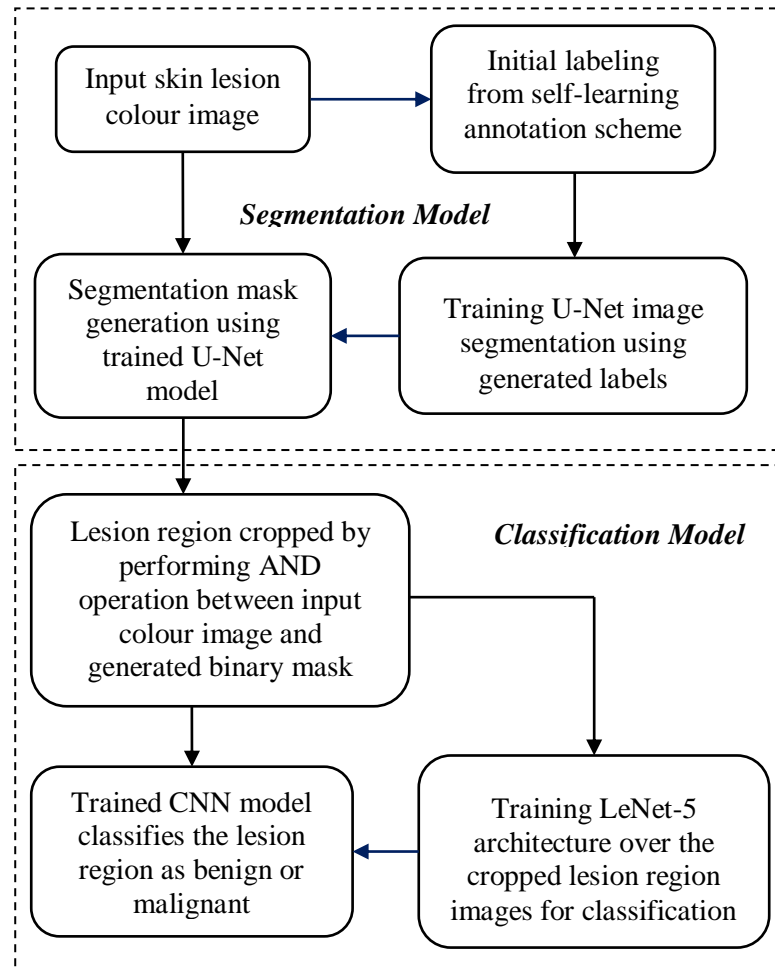 Input skin lesion
colour image
Initial labeling
from self-learning
annotation scheme
Segmentation Model
Segmentation mask
generation using
trained U-Net
model
Training U-Net image
segmentation using
generated labels
Lesion region cropped by
performing AND
operation between input
colour image and
generated binary mask
Classification Model
Trained CNN model
classifies the lesion
region as benign or
malignant
Training LeNet-5
architecture over the
cropped lesion region
images for classification